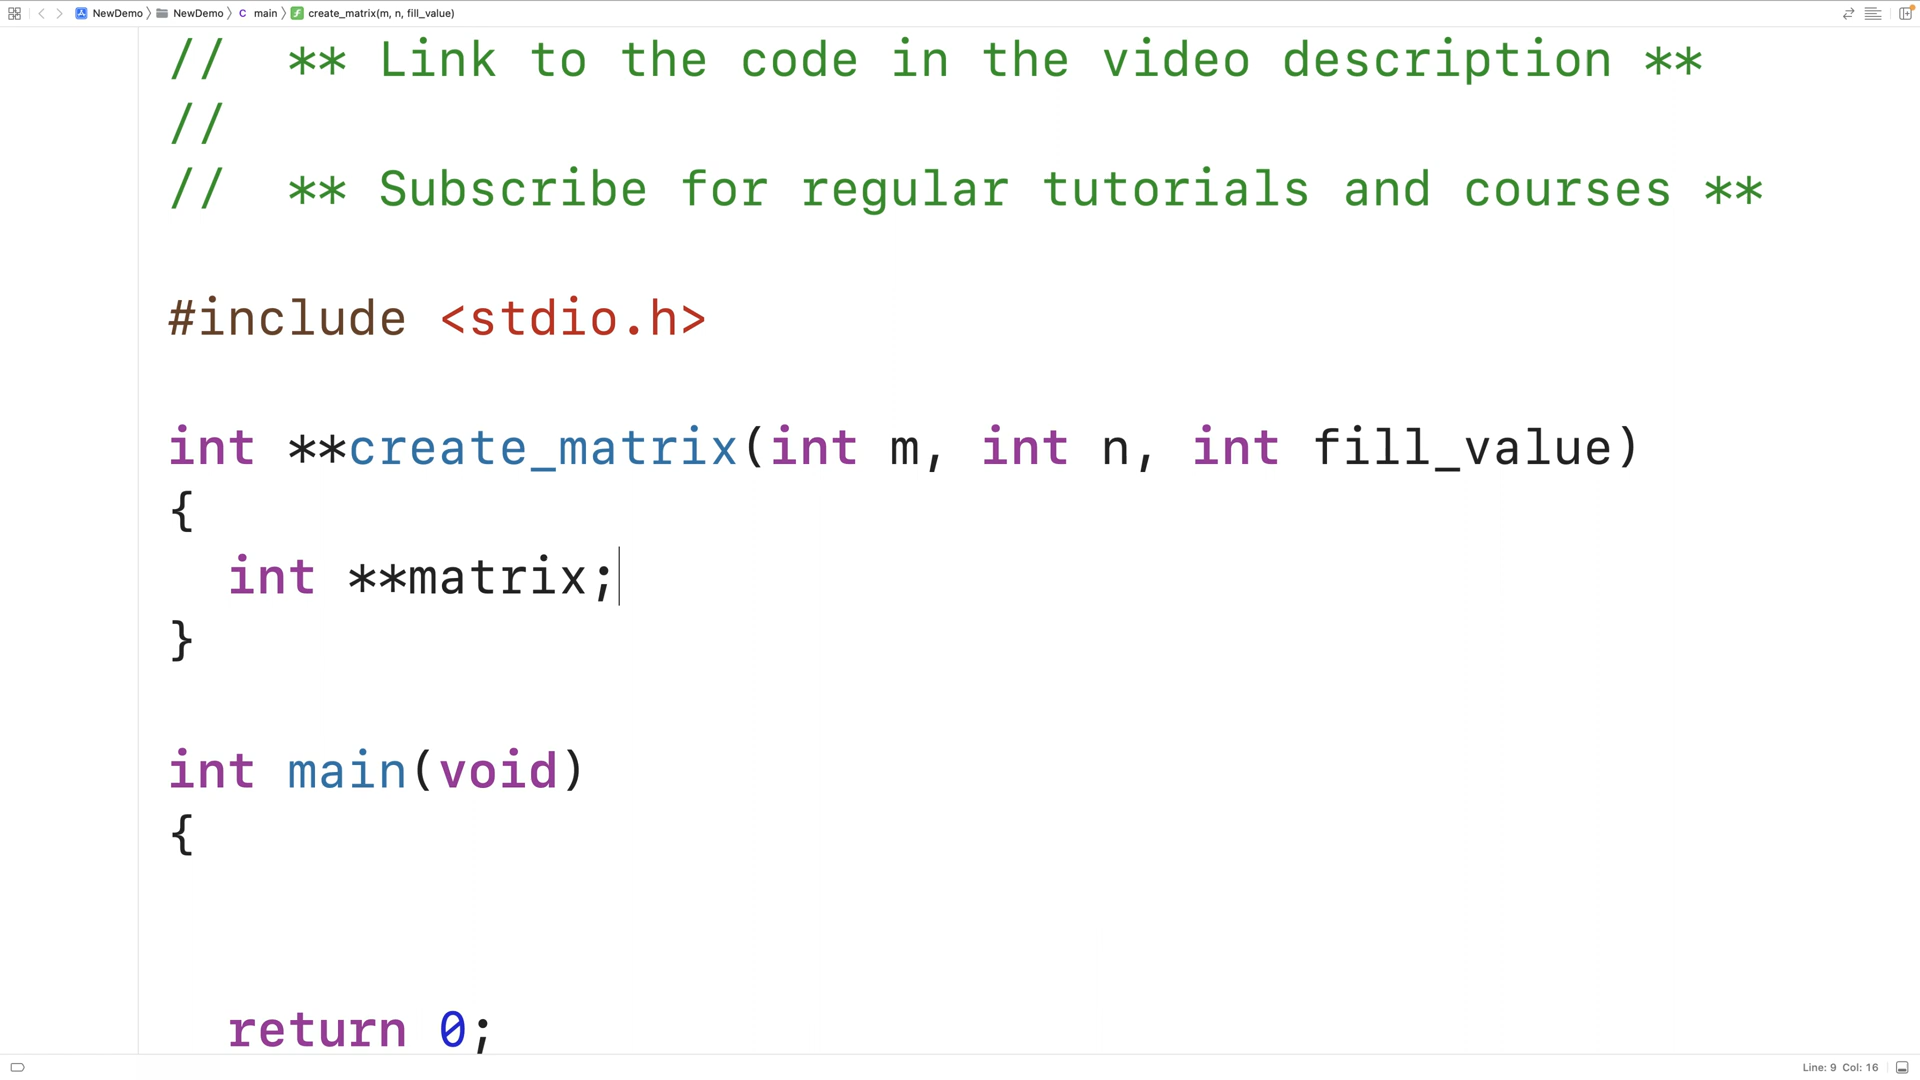 NewDemo NewDemo C main f create_matrix(m, n, fill_value)
//  ** Link to the code in the video description **
//
//  ** Subscribe for regular tutorials and courses **
#include <stdio.h>
int **create_matrix(int m, int n, int fill_value)
{
  int **matrix;
}
int main(void)
{
  return 0;
Line: 9 Col: 16